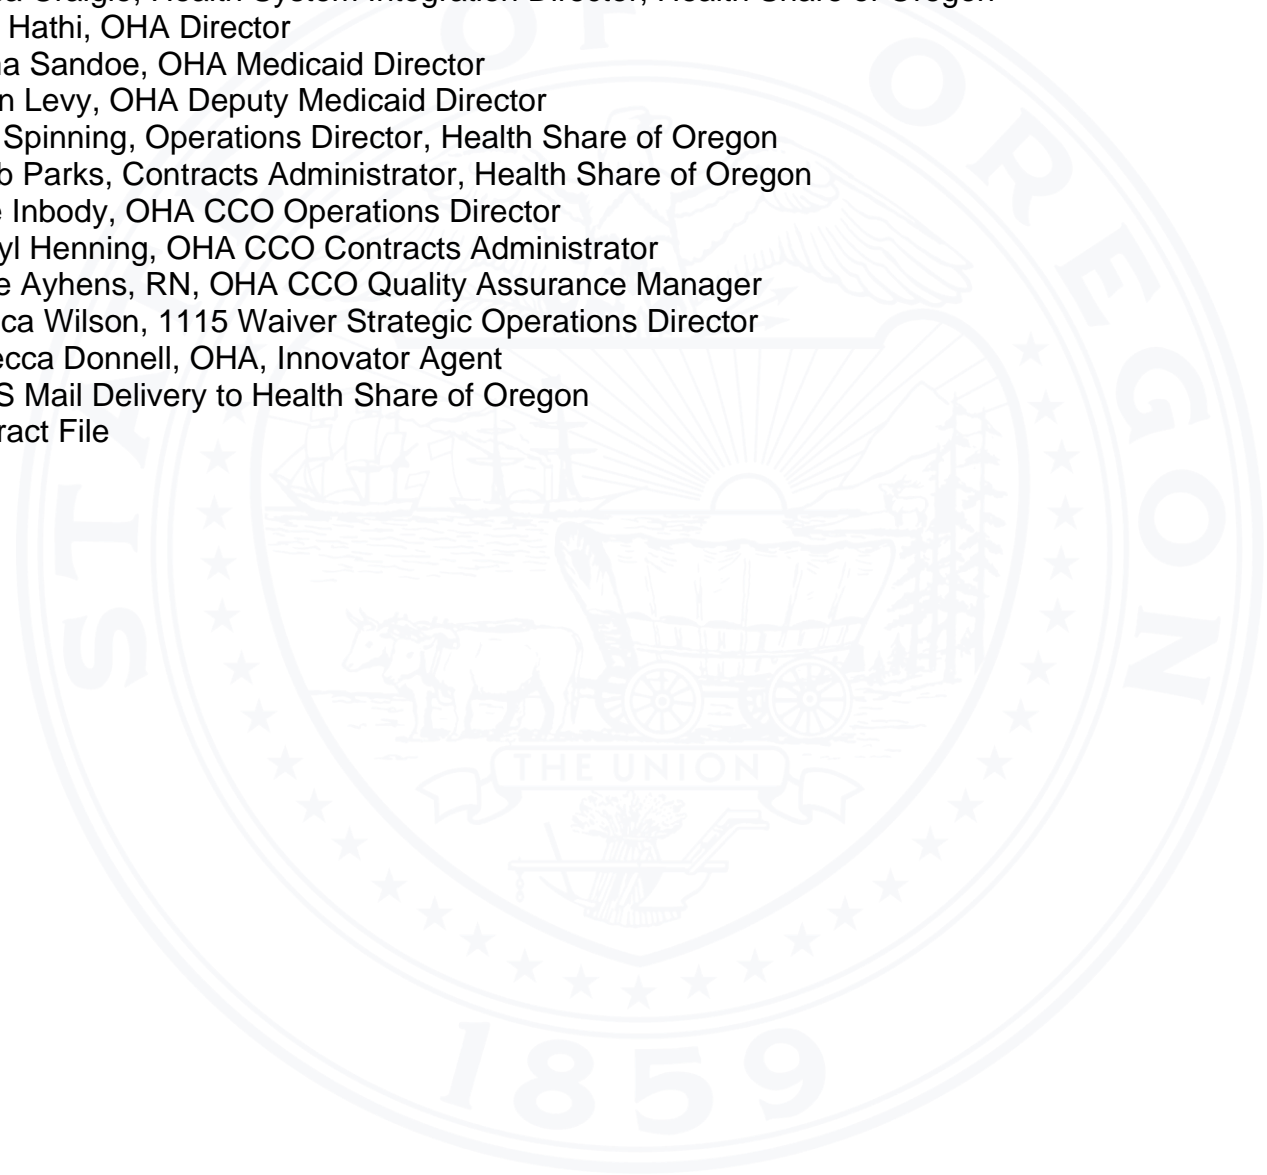 Hathi, OHA Director
a Sandoe, OHA Medicaid Director
n Levy, OHA Deputy Medicaid Director
Spinning, Operations Director, Health Share of Oregon
b Parks, Contracts Administrator, Health Share of Oregon
e Inbody, OHA CCO Operations Director
yl Henning, OHA CCO Contracts Administrator
e Ayhens, RN, OHA CCO Quality Assurance Manager
ca Wilson, 1115 Waiver Strategic Operations Director
ecca Donnell, OHA, Innovator Agent
S Mail Delivery to Health Share of Oregon
ract File
STATE OF OREGON
THE UNION
1859